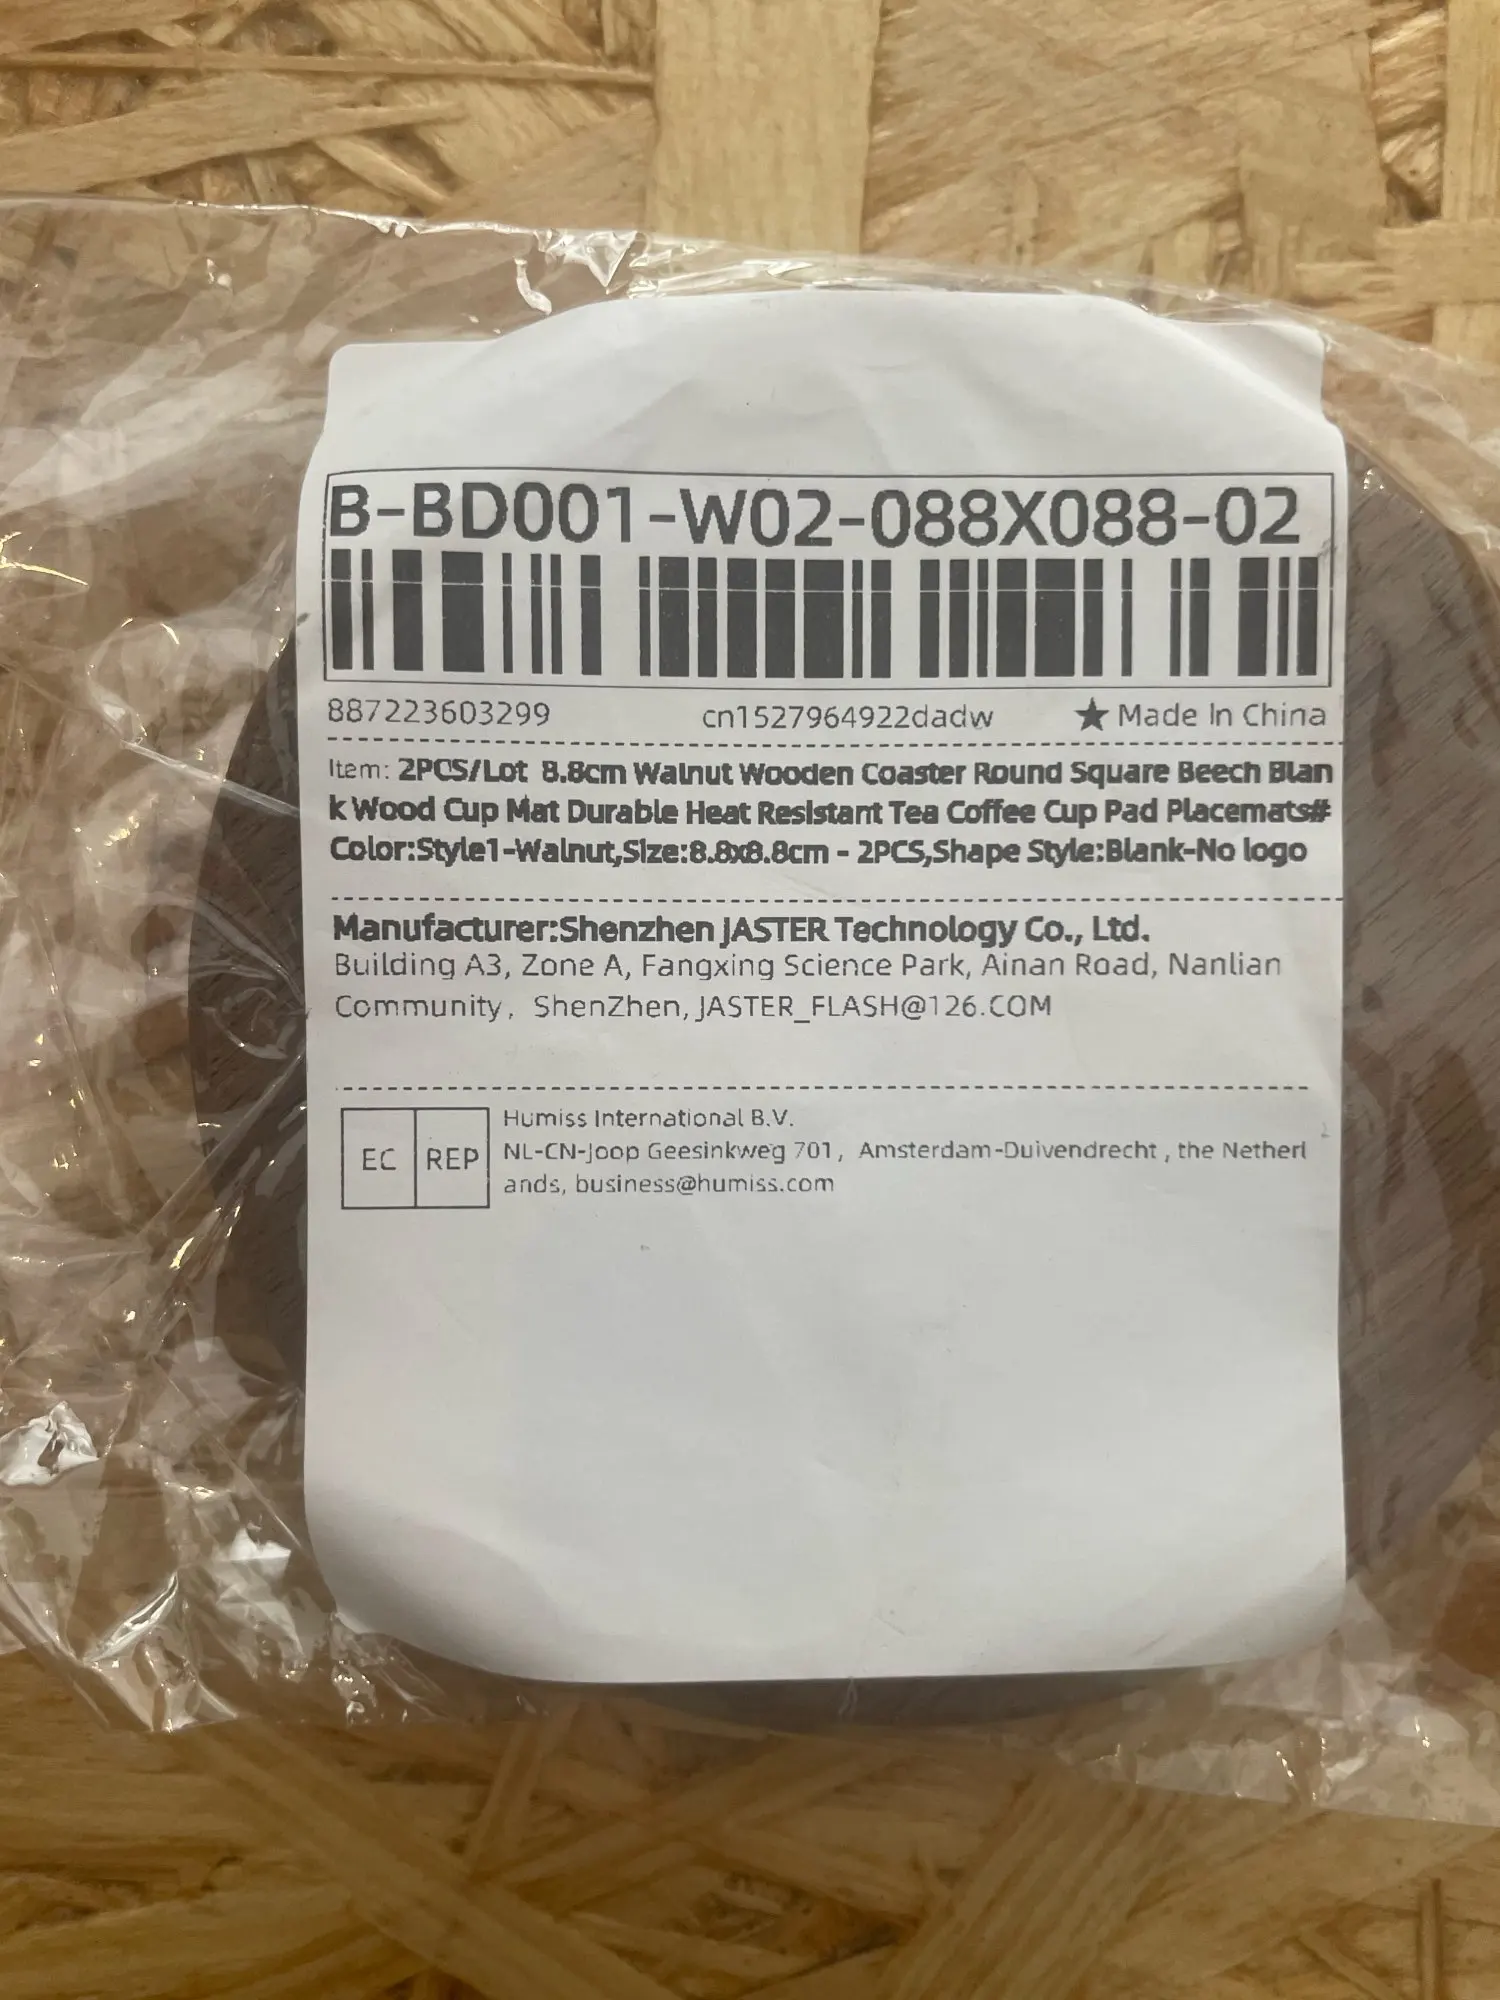 B-BD001-W02-088X088-02
887223603299 cn1527964922dadw ★ Made In China
Item: 2PCS/Lot 8.8cm Walnut Wooden Coaster Round Square Beech Blan
k Wood Cup Mat Durable Heat Resistant Tea Coffee Cup Pad Placemats#
Color:Style1-Walnut,Size:8.8x8.8cm - 2PCS,Shape Style:Blank-No logo
Manufacturer:Shenzhen JASTER Technology Co., Ltd.
Building A3, Zone A, Fangxing Science Park, Ainan Road, Nanlian
Community, ShenZhen, JASTER_FLASH@126.COM
EC REP
Humiss International B.V.
NL-CN-Joop Geesinkweg 701, Amsterdam-Duivendrecht , the Netherl
ands, business@humiss.com